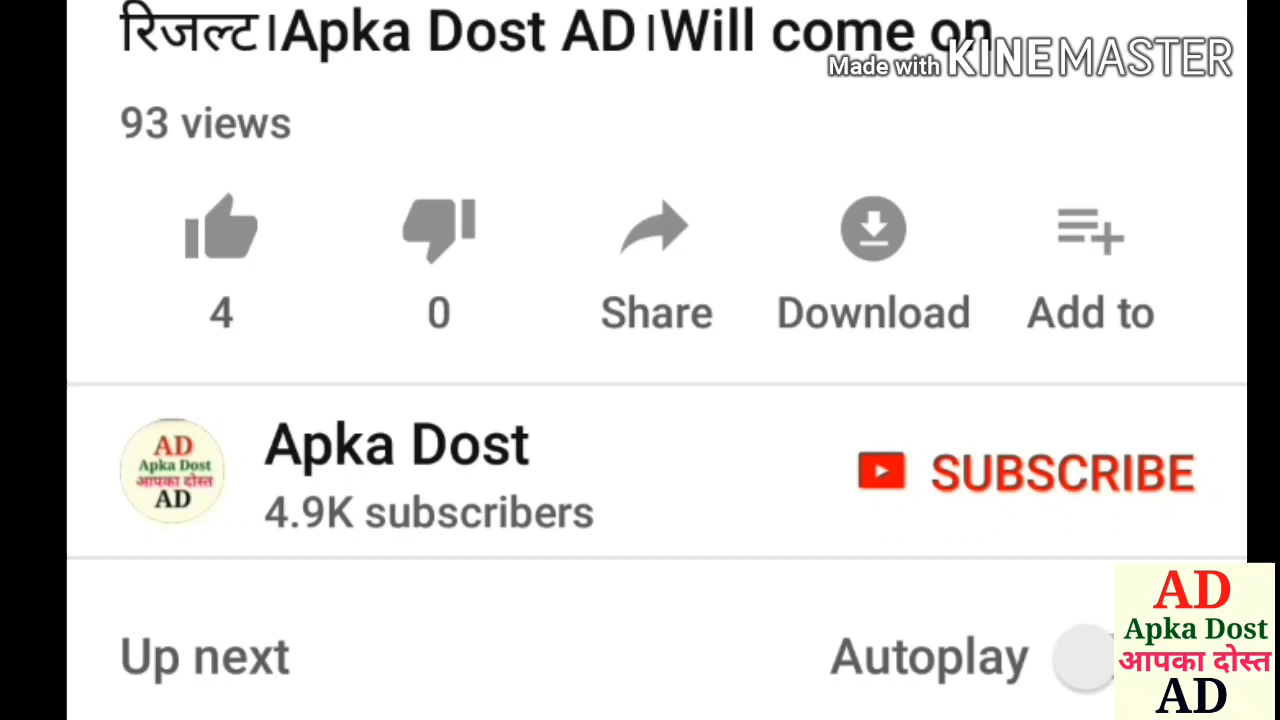 रिजल्ट।Apka Dost AD।Will come on
Made with KINEMASTER
93 views
4
0
Share
Download
Add to
AD
Apka Dost
आपका दोस्त
AD
Apka Dost
4.9K subscribers
SUBSCRIBE
Up next
Autoplay
AD
Apka Dost
आपका दोस्त
AD